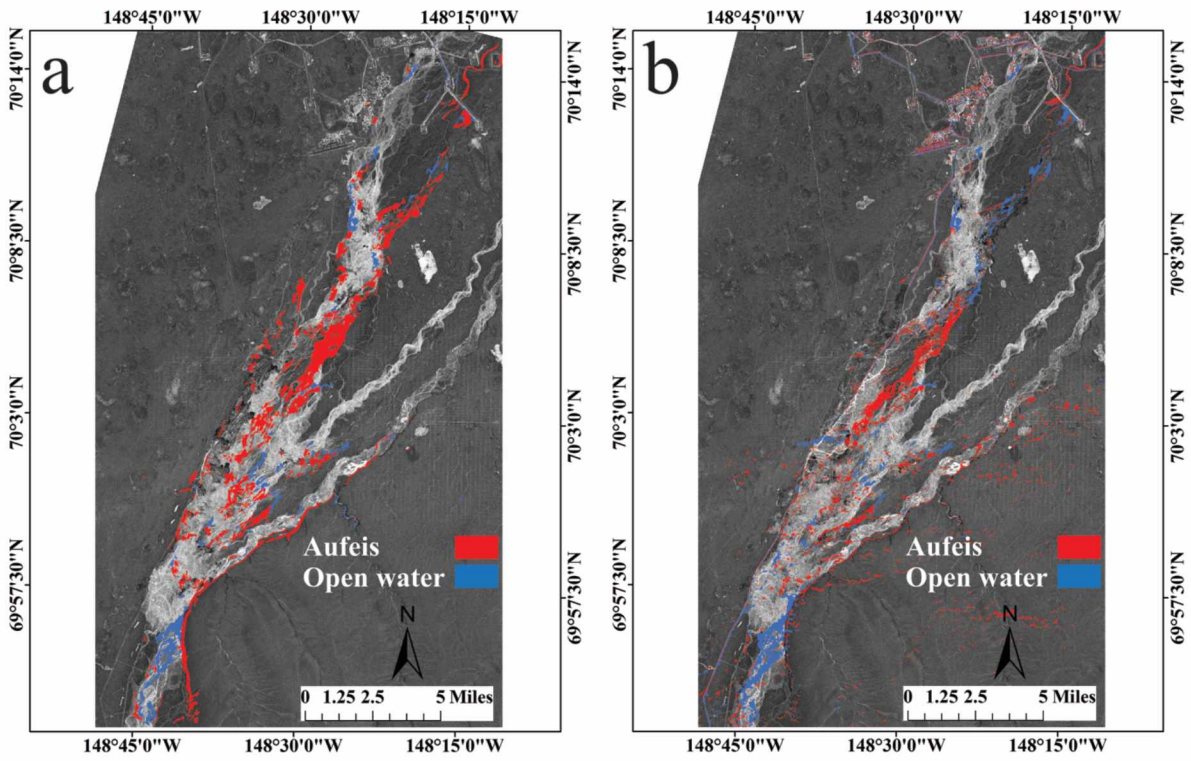 148°45'0"W 148°30'0"W 148°15'0"W 148°45'0"W 148°30'0"W 148°15'0"W
a b
70°14'0"N 70°14'0"N 70°14'0"N 70°14'0"N
70°8'30"N 70°8'30"N 70°8'30"N 70°8'30"N
70°3'0"N 70°3'0"N 70°3'0"N 70°3'0"N
69°57'30"N 69°57'30"N 69°57'30"N 69°57'30"N
Aufeis Aufeis
Open water Open water
N N
0 1.25 2.5 5 Miles 0 1.25 2.5 5 Miles
148°45'0"W 148°30'0"W 148°15'0"W 148°45'0"W 148°30'0"W 148°15'0"W